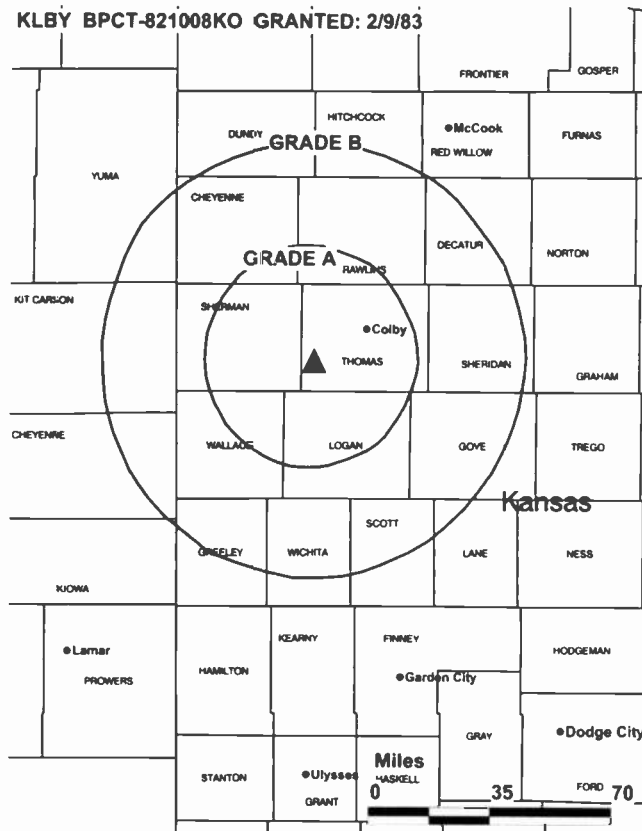 KLBY BPCT-821008KO GRANTED: 2/9/83
FRONTIER
GOSPER
HITCHCOCK
DUNDY
McCook
FURNAS
GRADE B
RED WILLOW
YUMA
CHEYENNE
DECATUR
NORTON
GRADE A
RAWLINS
KIT CARSON
SHERMAN
Colby
THOMAS
SHERIDAN
GRAHAM
CHEYENNE
WALLACE
LOGAN
GOVE
TREGO
Kansas
SCOTT
GREELEY
WICHITA
LANE
NESS
KIOWA
KEARNY
FINNEY
HODGEMAN
Lamar
PROWERS
HAMILTON
Garden City
GRAY
Dodge City
Miles
STANTON
Ulysses
HASKELL
GRANT
FORD
0 35 70